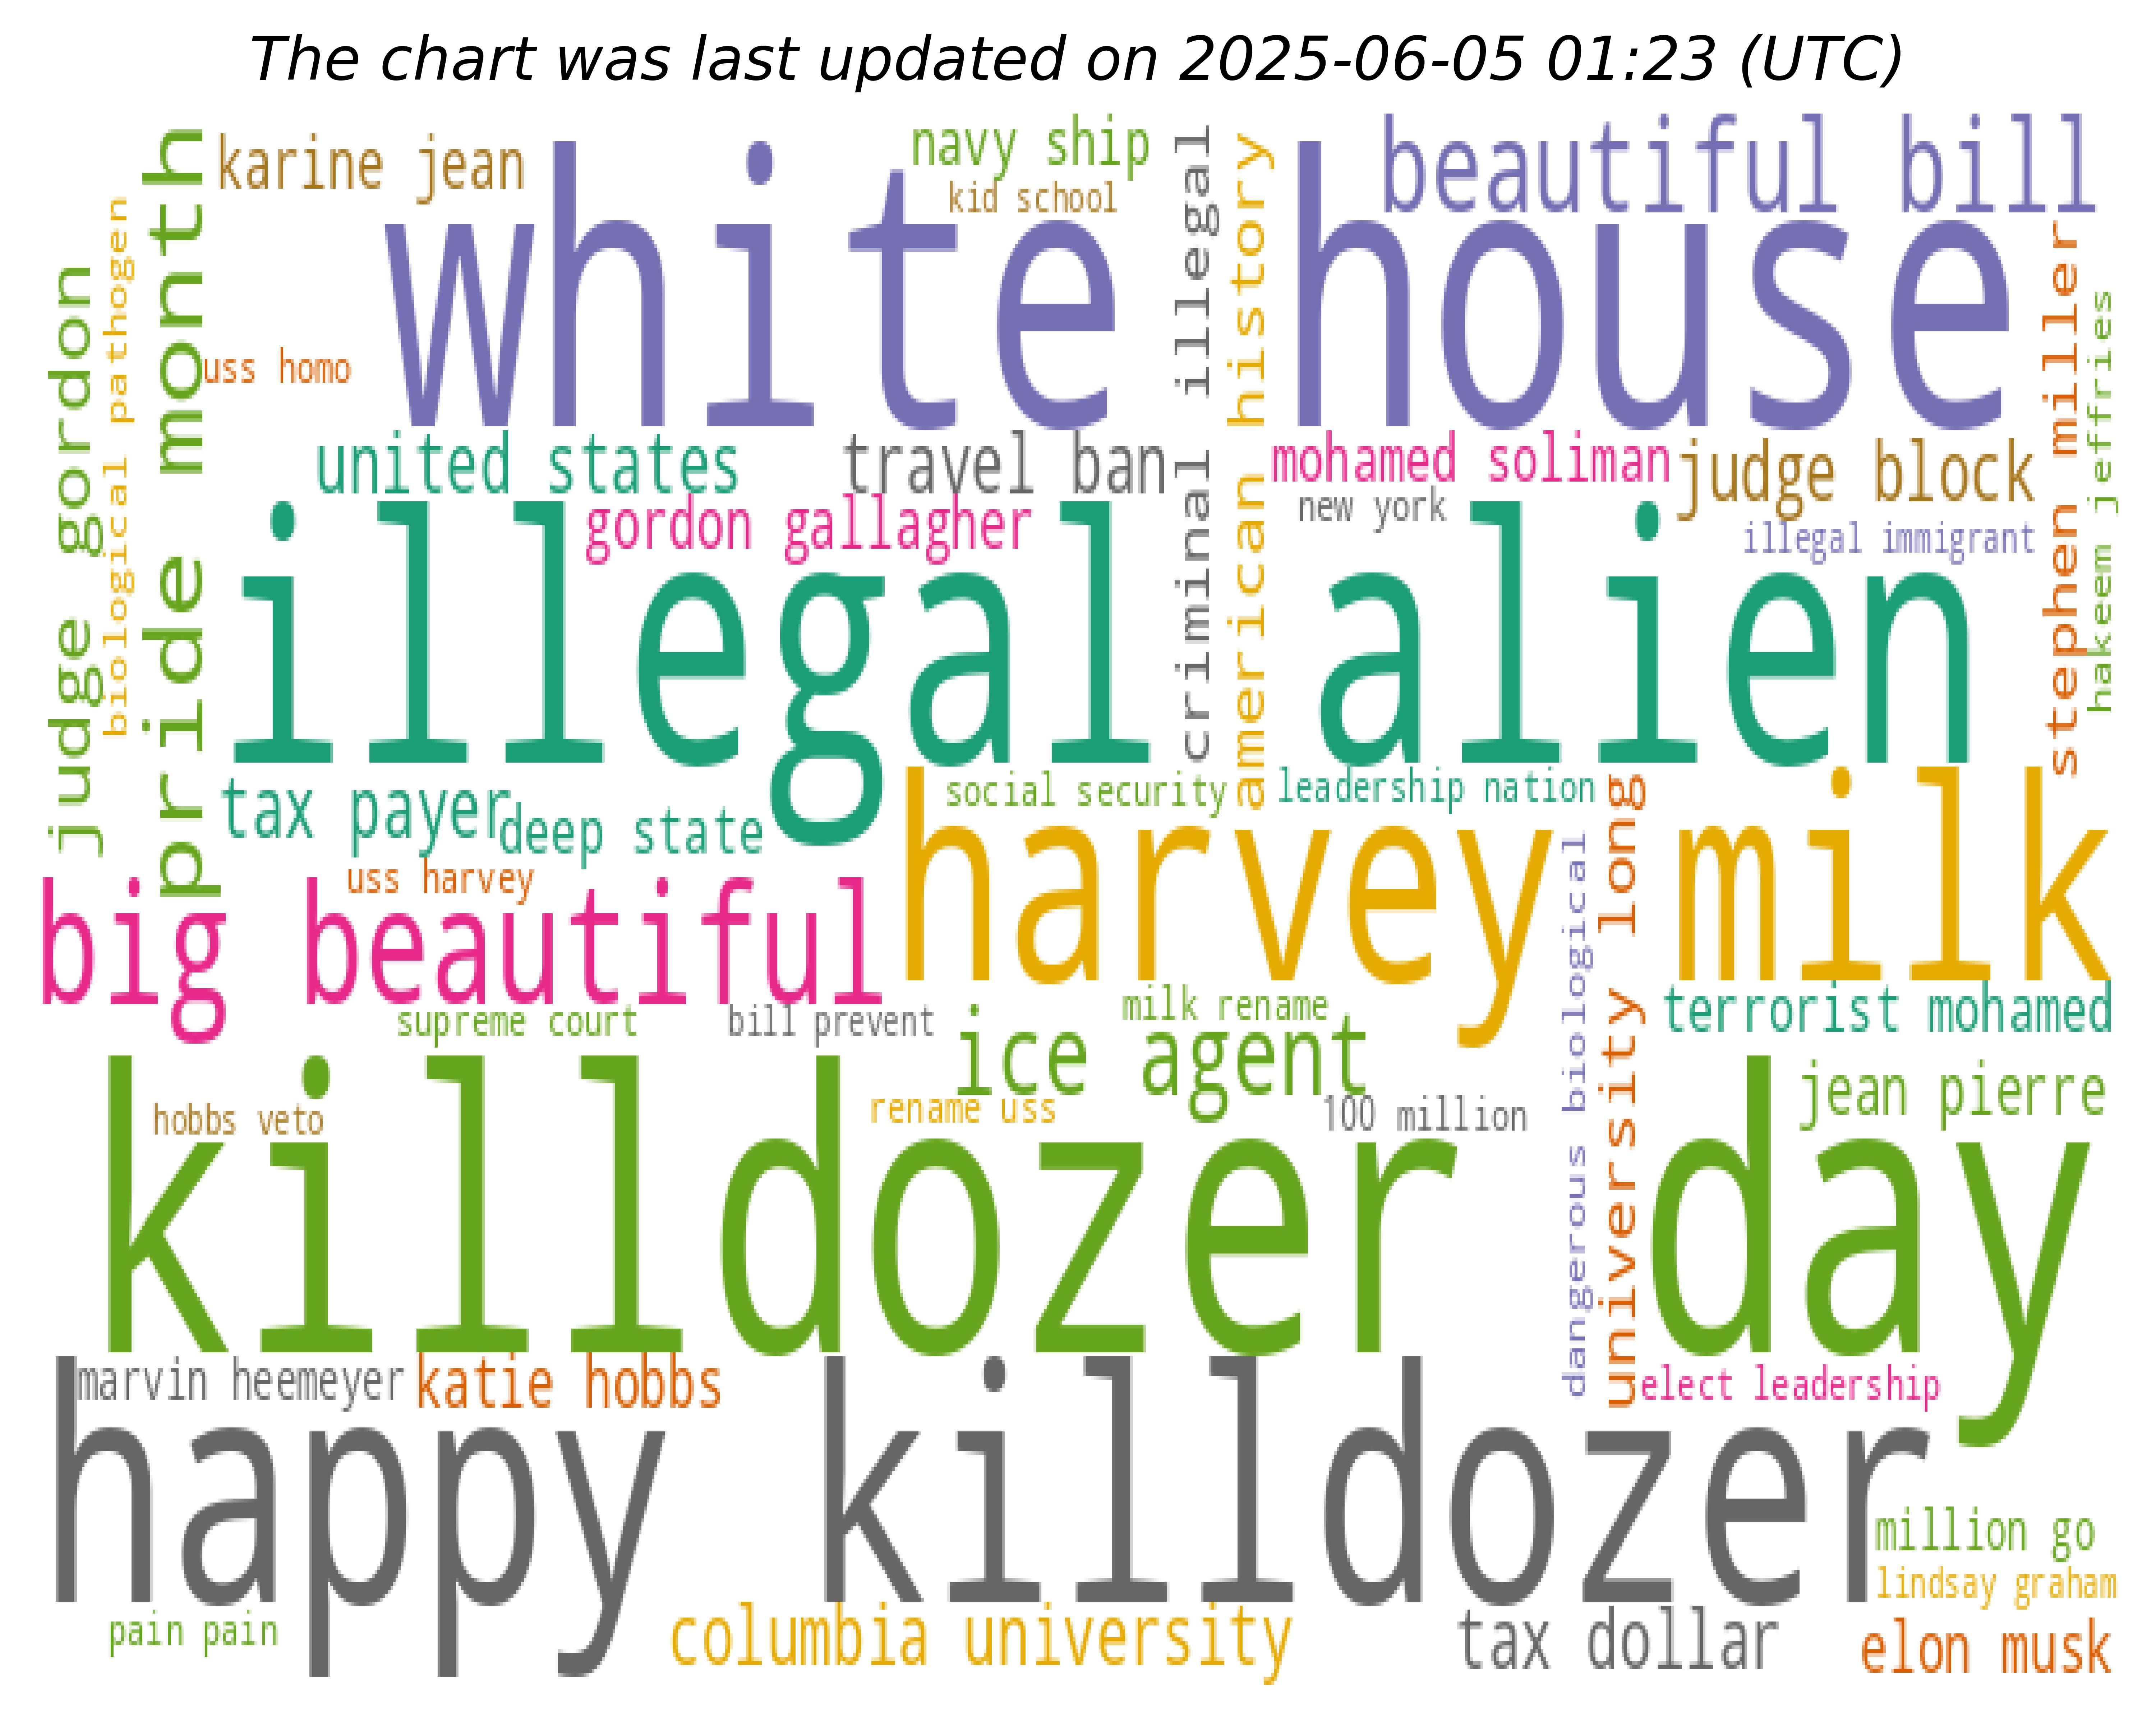 The chart was last updated on 2025-06-05 01:23 (UTC)
karine jean
navy ship
kid school
beautiful bill
white house
pride month
judge gordon
biological pathogen
uss homo
criminal illegal
american history
stephen miller
hakeem jeffries
united states
travel ban
mohamed soliman
judge block
gordon gallagher
new york
illegal immigrant
illegal alien
tax payer
deep state
social security
leadership nation
uss harvey
harvey milk
big beautiful
supreme court
bill prevent
milk rename
ice agent
dangerous biological
university long
terrorist mohamed
jean pierre
hobbs veto
rename uss
100 million
killdozer day
marvin heemeyer
katie hobbs
elect leadership
happy killdozer
million go
lindsay graham
pain pain
columbia university
tax dollar
elon musk